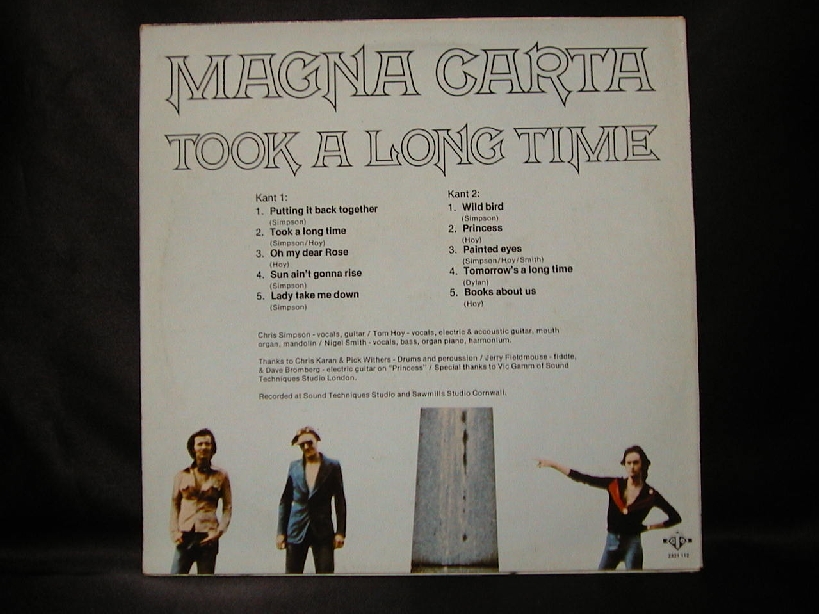 MAGNA CARTA
TOOK A LONG TIME
Kant 1:
1. Putting it back together
(Simpson)
2. Took a long time
(Simpson/Hoy)
3. Oh my dear Rose
(Hoy)
4. Sun ain't gonna rise
(Simpson)
5. Lady take me down
(Simpson)
Kant 2:
1. Wild bird
(Simpson)
2. Princess
(Hoy)
3. Painted eyes
(Simpson/Hoy/Smith)
4. Tomorrow's a long time
(Dylan)
5. Books about us
(Hoy)
Chris Simpson - vocals, guitar / Tom Hoy - vocals, electric & accoustic guitar, mouth
organ, mandolin / Nigel Smith - vocals, bass, organ piano, harmonium.
Thanks to Chris Karan & Pick Withers - Drums and percussion / Jerry Fieldmouse - fiddle,
& Dave Bromberg - electric guitar on "Princess" / Special thanks to Vic Gamm of Sound
Techniques Studio London.
Recorded at Sound Techniques Studio and Sawmills Studio Cornwall.